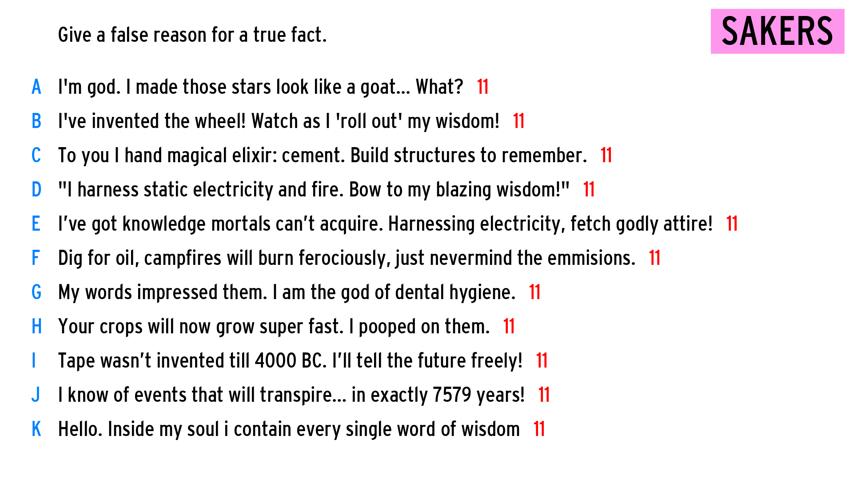 Give a false reason for a true fact.
SAKERS
A I'm god. I made those stars look like a goat... What? 11
B I've invented the wheel! Watch as I 'roll out' my wisdom! 11
C To you I hand magical elixir: cement. Build structures to remember. 11
D "I harness static electricity and fire. Bow to my blazing wisdom!" 11
E I’ve got knowledge mortals can’t acquire. Harnessing electricity, fetch godly attire! 11
F Dig for oil, campfires will burn ferociously, just nevermind the emmisions. 11
G My words impressed them. I am the god of dental hygiene. 11
H Your crops will now grow super fast. I pooped on them. 11
I Tape wasn’t invented till 4000 BC. I’ll tell the future freely! 11
J I know of events that will transpire... in exactly 7579 years! 11
K Hello. Inside my soul i contain every single word of wisdom 11